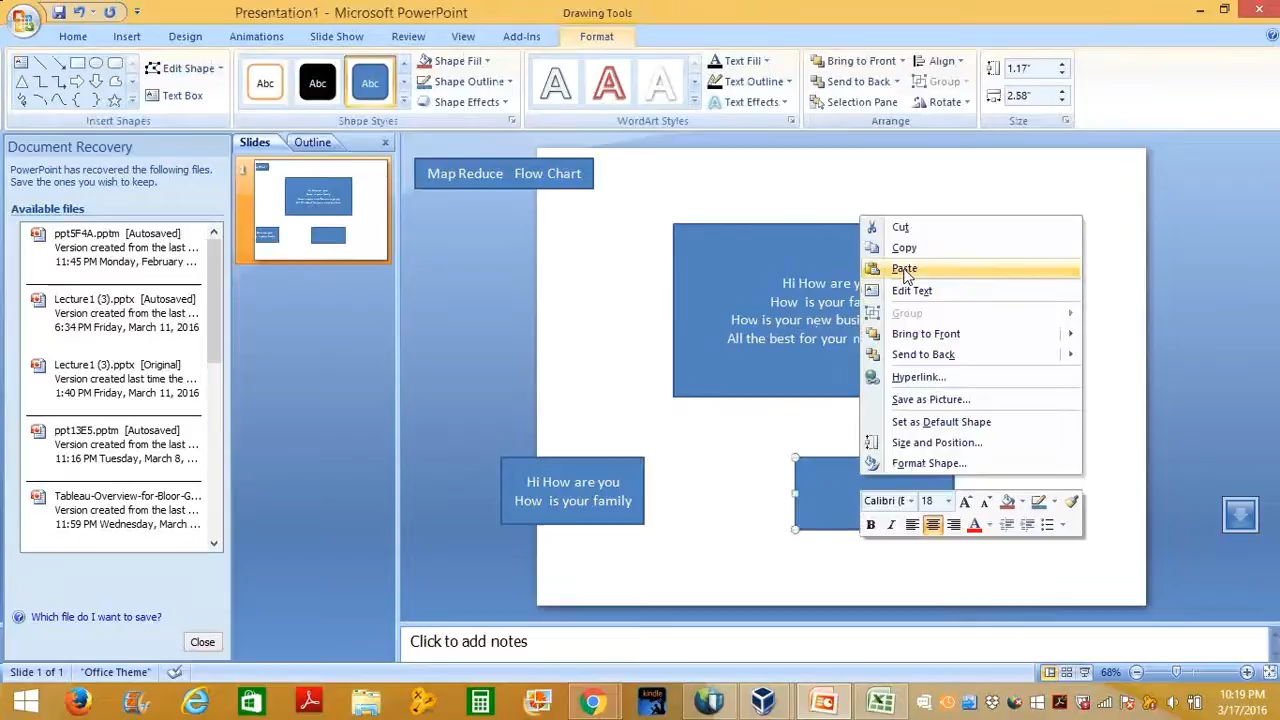 Presentation1 - Microsoft PowerPoint
Drawing Tools
Home Insert Design Animations Slide Show Review View Add-Ins Format
Edit Shape
Text Box
Insert Shapes
Abc Abc Abc
Shape Fill
Shape Outline
Shape Effects
Shape Styles
A A A
Text Fill
Text Outline
Text Effects
WordArt Styles
Bring to Front
Send to Back
Selection Pane
Align
Group
Rotate
Arrange
1.17"
2.58"
Size
Document Recovery
PowerPoint has recovered the following files.
Save the ones you wish to keep.
Available files
ppt5F4A.pptm [Autosaved]
Version created from the last ...
11:45 PM Monday, February ...
Lecture1 (3).pptx [Autosaved]
Version created from the last ...
6:34 PM Friday, March 11, 2016
Lecture1 (3).pptx [Original]
Version created last time the ...
1:40 PM Friday, March 11, 2016
ppt13E5.pptm [Autosaved]
Version created from the last ...
11:16 PM Tuesday, March 8, ...
Tableau-Overview-for-Bloor-G...
Version created from the last ...
11:59 PM Wednesday, March ...
Which file do I want to save?
Close
Slides Outline
1
Map Reduce Flow Chart
Hi How are y
How is your fa
How is your new busi
All the best for your n
Hi How are you
How is your family
Cut
Copy
Paste
Edit Text
Group
Bring to Front
Send to Back
Hyperlink...
Save as Picture...
Set as Default Shape
Size and Position...
Format Shape...
Calibri (E 18
B I A
Click to add notes
Slide 1 of 1 "Office Theme" 68%
kindle
10:19 PM
3/17/2016